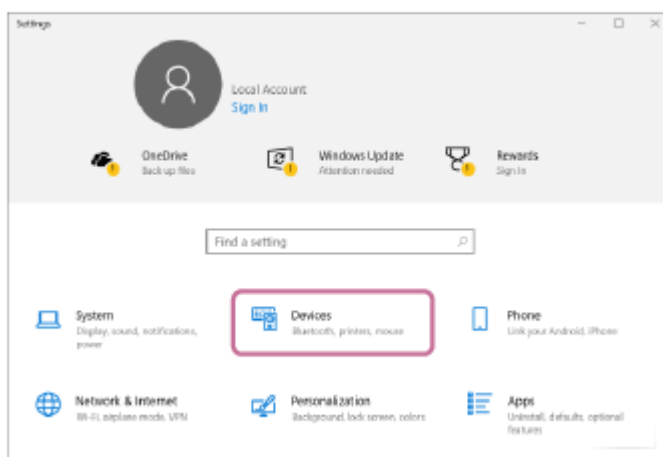 Settings
Local Account
Sign In
OneDrive
Back up files
Windows Update
Attention needed
Rewards
Sign In
Find a setting
System
Display, sound, notifications,
power
Devices
Bluetooth, printers, mouse
Phone
Link your Android, iPhone
Network & Internet
Wi-Fi, airplane mode, VPN
Personalization
Background, lock screen, colors
Apps
Uninstall, defaults, optional
features